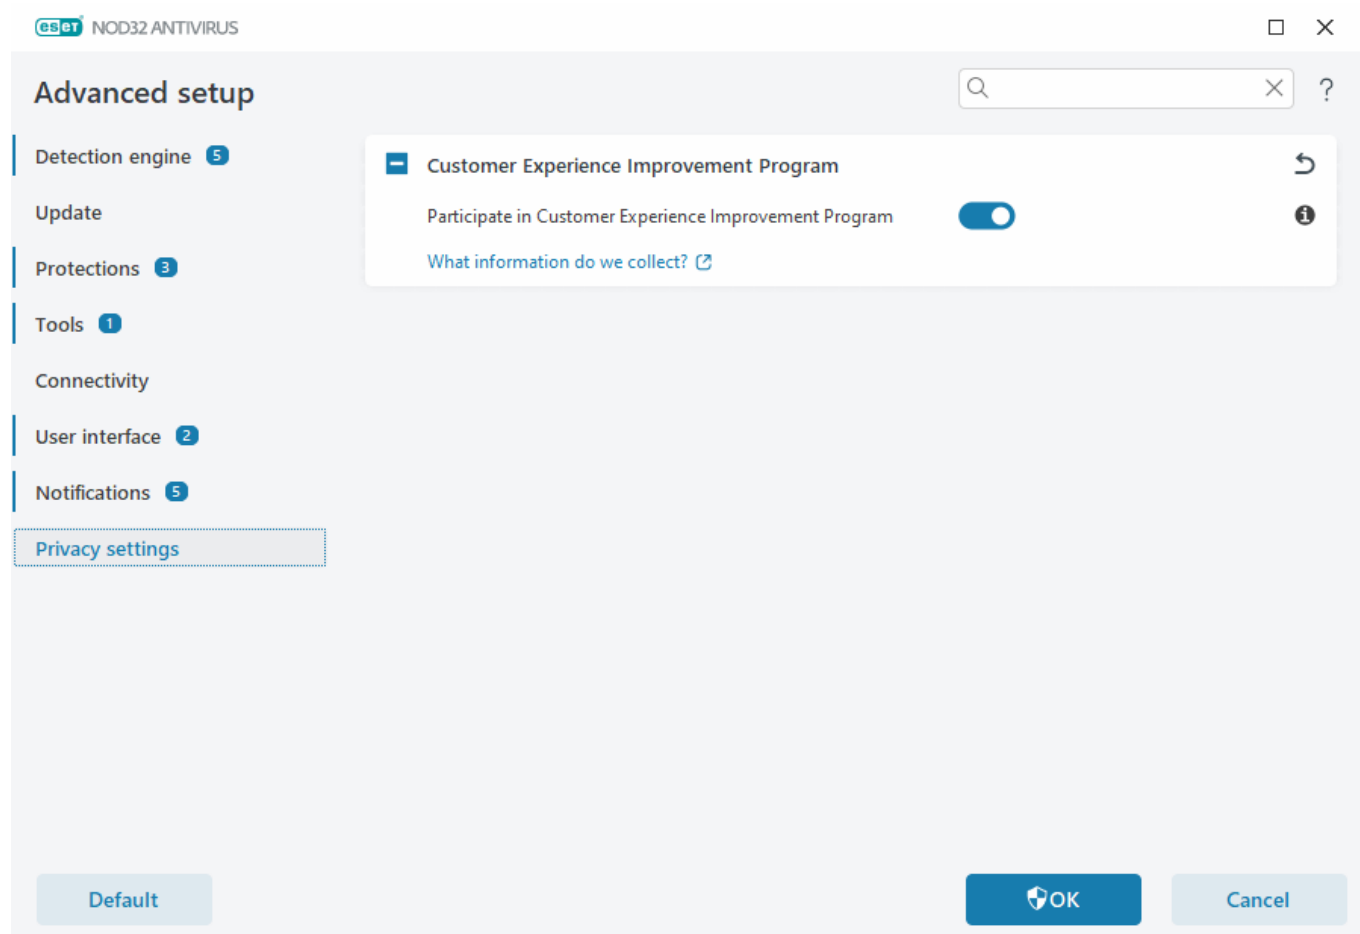 eset NOD32 ANTIVIRUS
Advanced setup
?
Detection engine 5
Update
Protections 3
Tools 1
Connectivity
User interface 2
Notifications 5
Privacy settings
Customer Experience Improvement Program
Participate in Customer Experience Improvement Program
What information do we collect?
Default
OK
Cancel